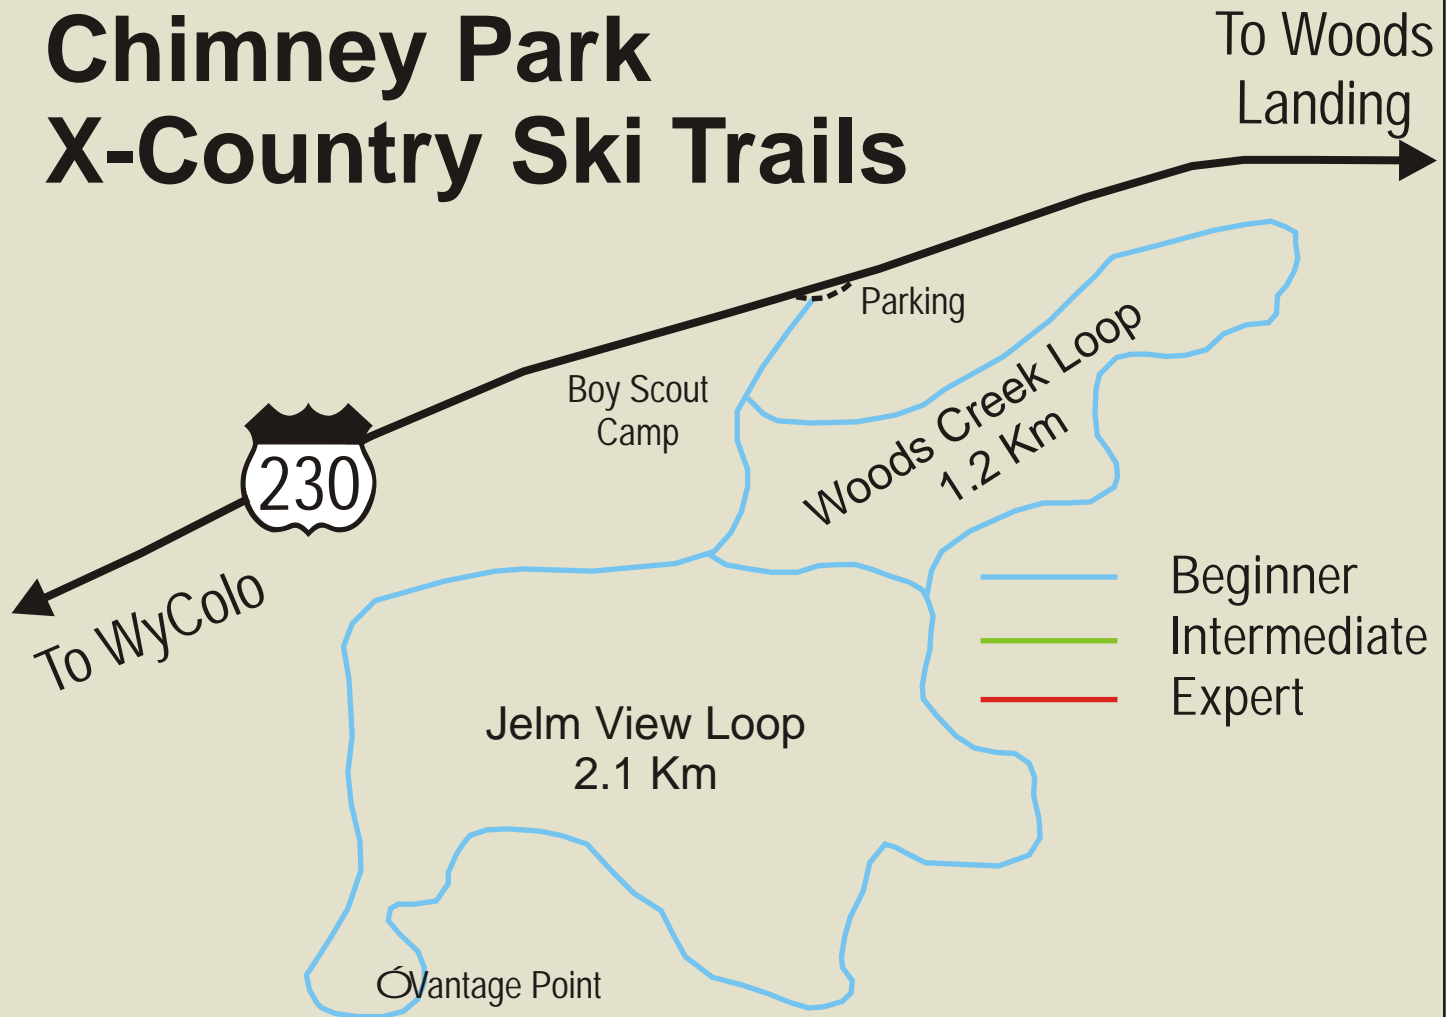 Chimney Park
X-Country Ski Trails
To Woods
Landing
Parking
Boy Scout
Camp
Woods Creek Loop
1.2 Km
230
To WyColo
Beginner
Intermediate
Expert
Jelm View Loop
2.1 Km
Vantage Point